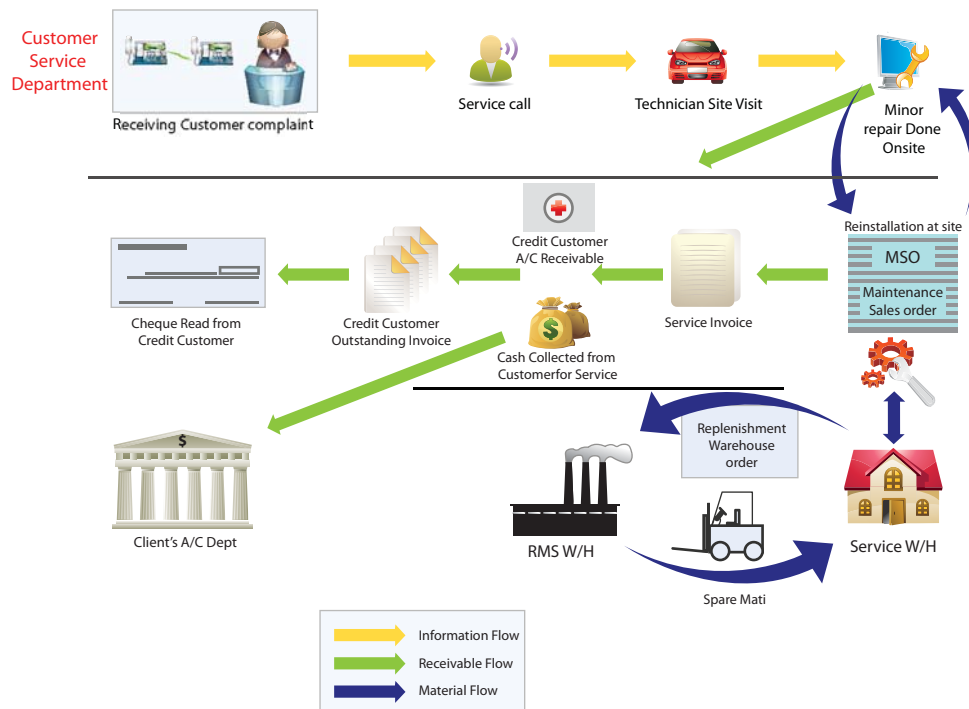 Customer
Service
Department
Receiving Customer complaint
Service call
Technician Site Visit
Minor
repair Done
Onsite
Reinstallation at site
MSO
Maintenance
Sales order
Credit Customer
A/C Receivable
Service Invoice
Credit Customer
Outstanding Invoice
Cheque Read from
Credit Customer
$
Cash Collected from
Customerfor Service
$
Client's A/C Dept
Replenishment
Warehouse
order
RMS W/H
Service W/H
Spare Mati
Information Flow
Receivable Flow
Material Flow